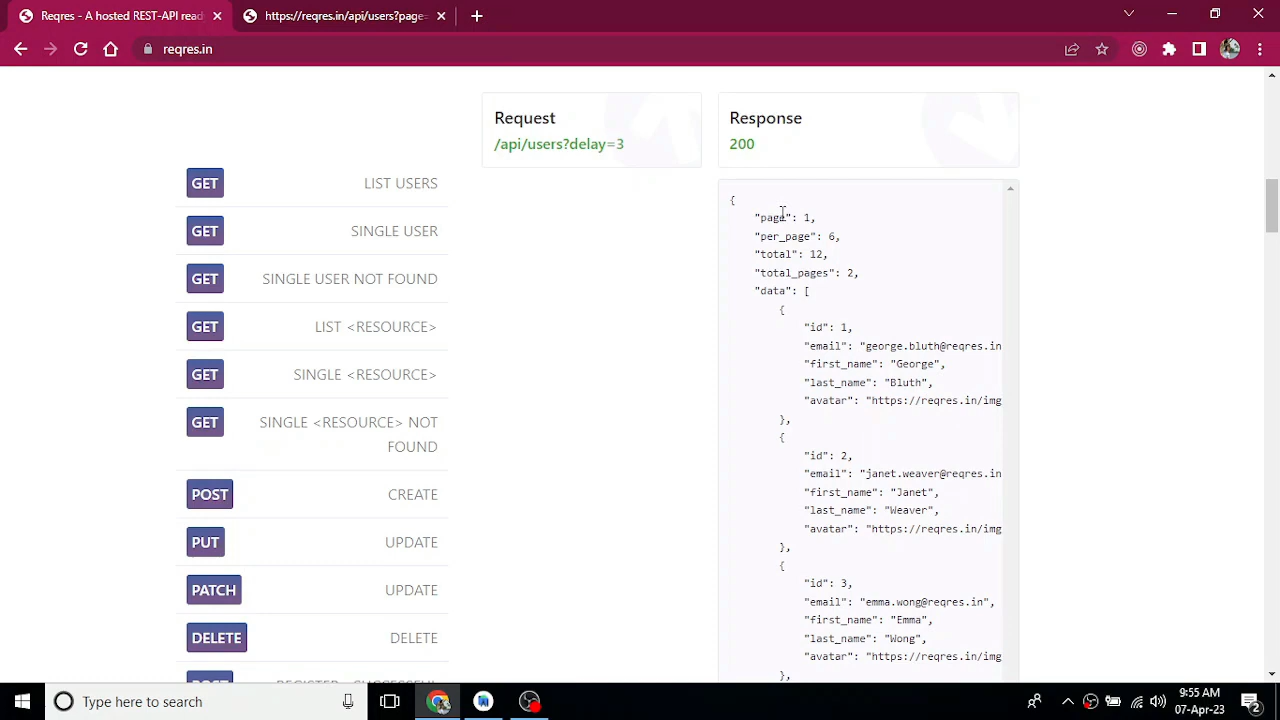 Reqres - A hosted REST-API ready
https://reqres.in/api/users?page=
reqres.in
Request
/api/users?delay=3
Response
200
GET LIST USERS
GET SINGLE USER
GET SINGLE USER NOT FOUND
GET LIST <RESOURCE>
GET SINGLE <RESOURCE>
GET SINGLE <RESOURCE> NOT
FOUND
POST CREATE
PUT UPDATE
PATCH UPDATE
DELETE DELETE
{
"page": 1,
"per_page": 6,
"total": 12,
"total_pages": 2,
"data": [
{
"id": 1,
"email": "george.bluth@reqres.in
"first_name": "George",
"last_name": "Bluth",
"avatar": "https://reqres.in/img
},
{
"id": 2,
"email": "janet.weaver@reqres.in
"first_name": "Janet",
"last_name": "Weaver",
"avatar": "https://reqres.in/img
},
{
"id": 3,
"email": "emma.wong@reqres.in",
"first_name": "Emma",
"last_name": "Wong",
"avatar": "https://reqres.in/img
},
Type here to search
9:55 AM
07-Apr-23
2